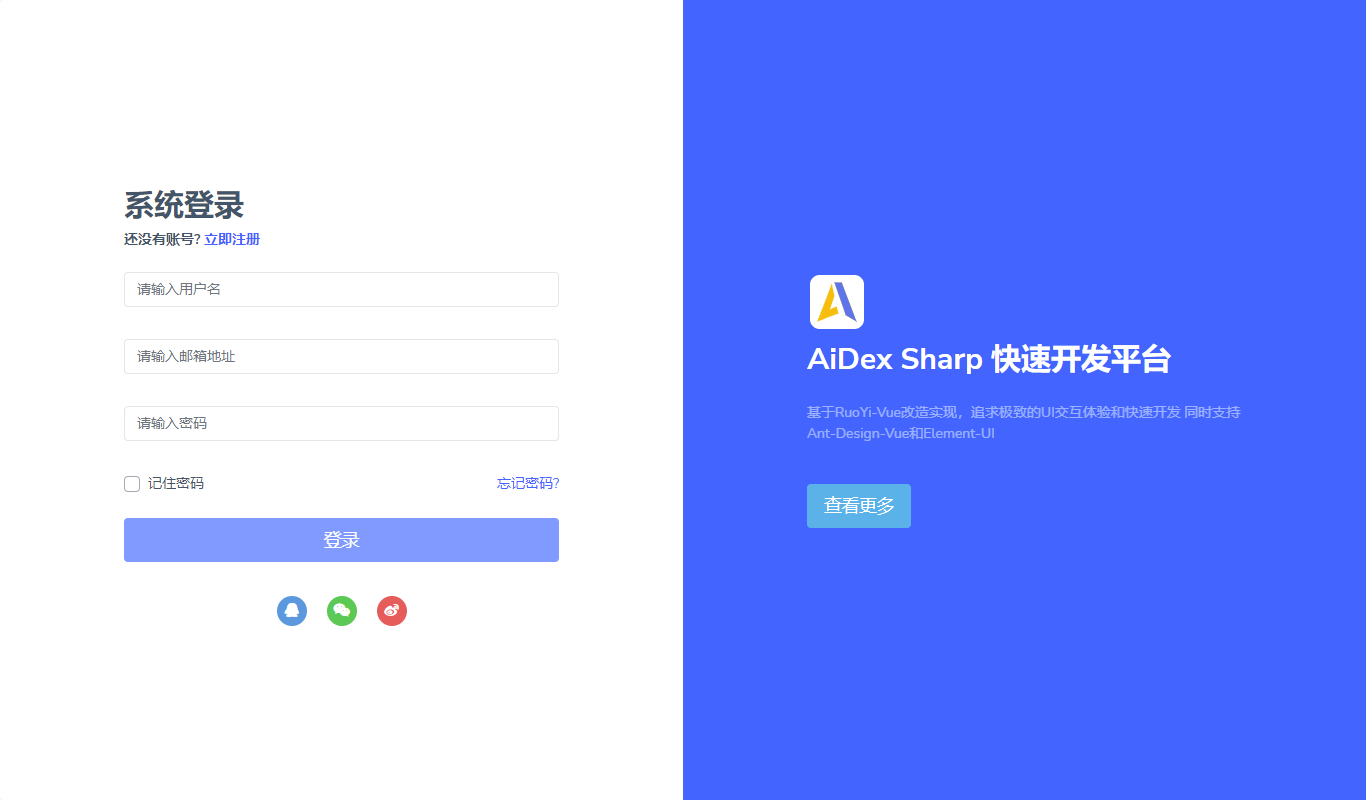 系统登录
还没有账号? 立即注册
请输入用户名
请输入邮箱地址
请输入密码
记住密码
忘记密码?
登录
AiDex Sharp 快速开发平台
基于RuoYi-Vue改造实现，追求极致的UI交互体验和快速开发 同时支持
Ant-Design-Vue和Element-UI
查看更多